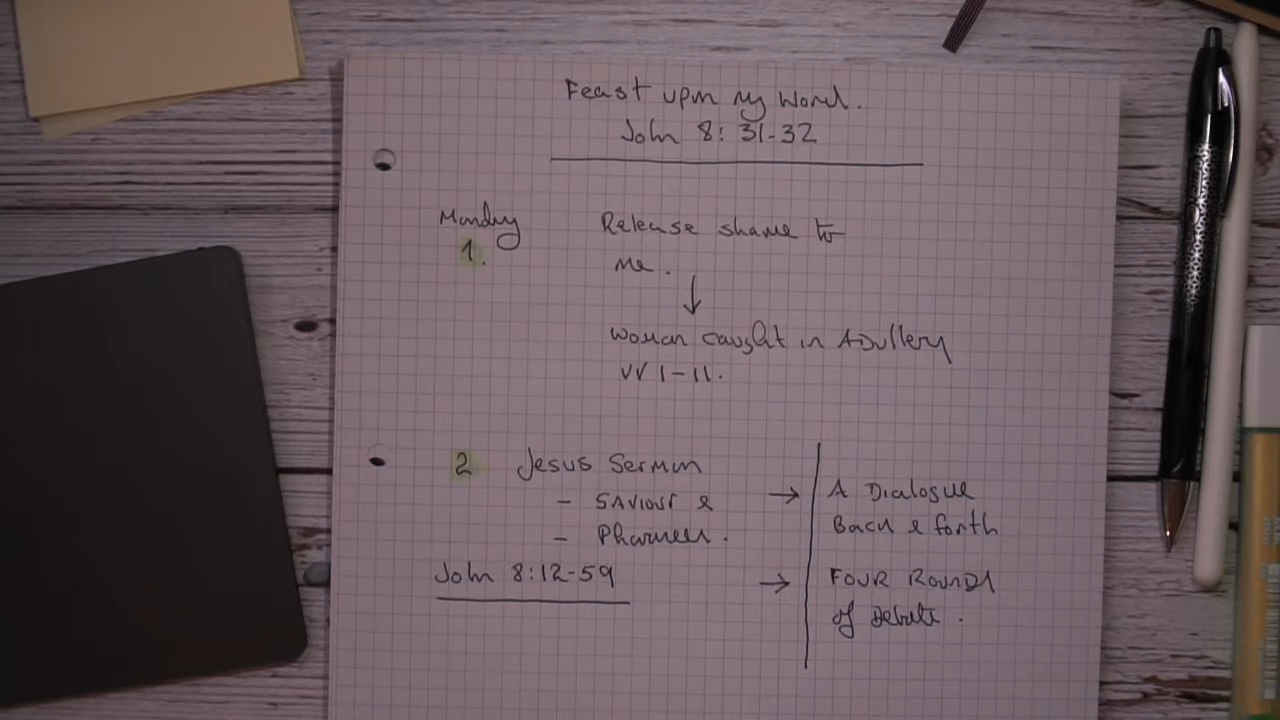 Feast upon my word.
John 8: 31-32
Monday
1.
Release shame to
me.
↓
Woman caught in Adultery
VV 1-11.
2 Jesus Sermon
- Saviour &
- Pharisees.
John 8:12-59
→ A Dialogue
Back & forth
→ Four Rounds
of Debate.